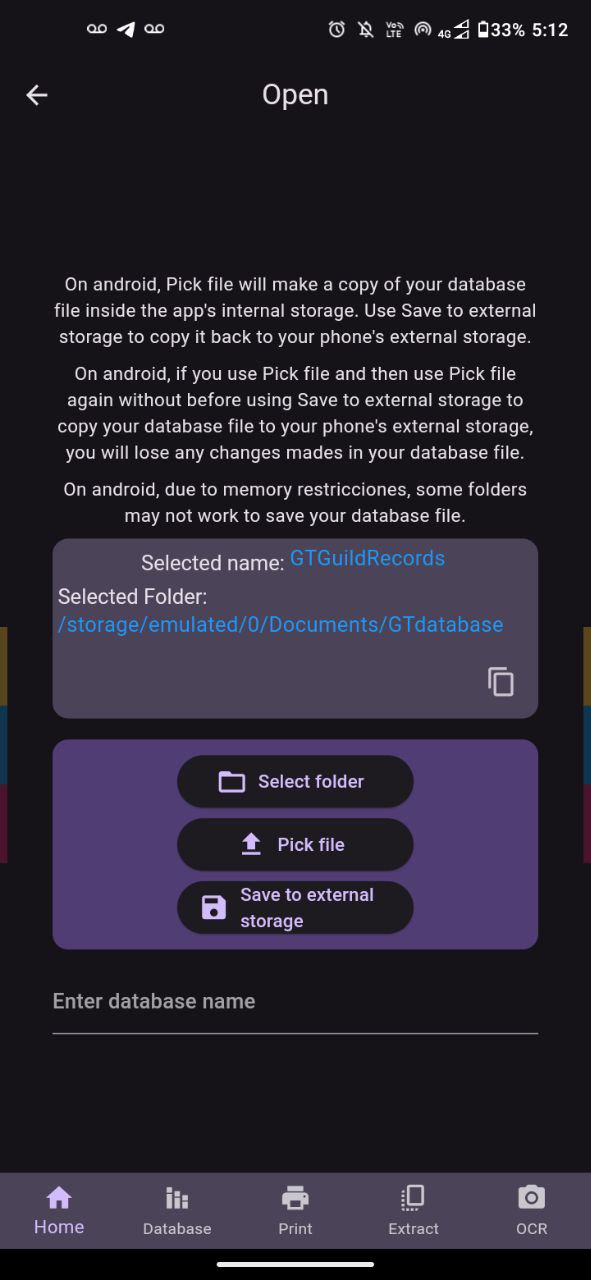 Vo))
LTE
4G
33% 5:12
Open
On android, Pick file will make a copy of your database
file inside the app's internal storage. Use Save to external
storage to copy it back to your phone's external storage.
On android, if you use Pick file and then use Pick file
again without before using Save to external storage to
copy your database file to your phone's external storage,
you will lose any changes mades in your database file.
On android, due to memory restricciones, some folders
may not work to save your database file.
Selected name: GTGuildRecords
Selected Folder:
/storage/emulated/0/Documents/GTdatabase
Select folder
Pick file
Save to external
storage
Enter database name
Home
Database
Print
Extract
OCR